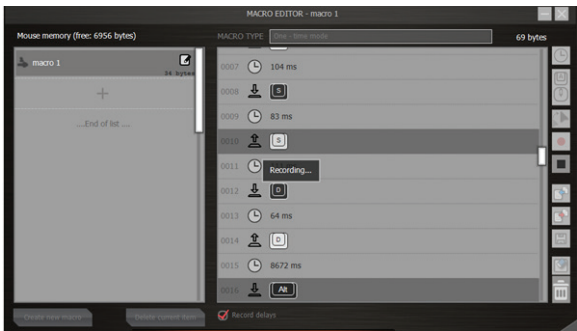 MACRO EDITOR - macro 1
Mouse memory (free: 6956 bytes)
MACRO TYPE One - time mode 69 bytes
macro 1
34 bytes
+
....End of list ....
0007 104 ms
0008 S
0009 83 ms
0010 S
0011
Recording...
0012 D
0013 64 ms
0014 D
0015 8672 ms
0016 Alt
Create new macro Delete current item Record delays